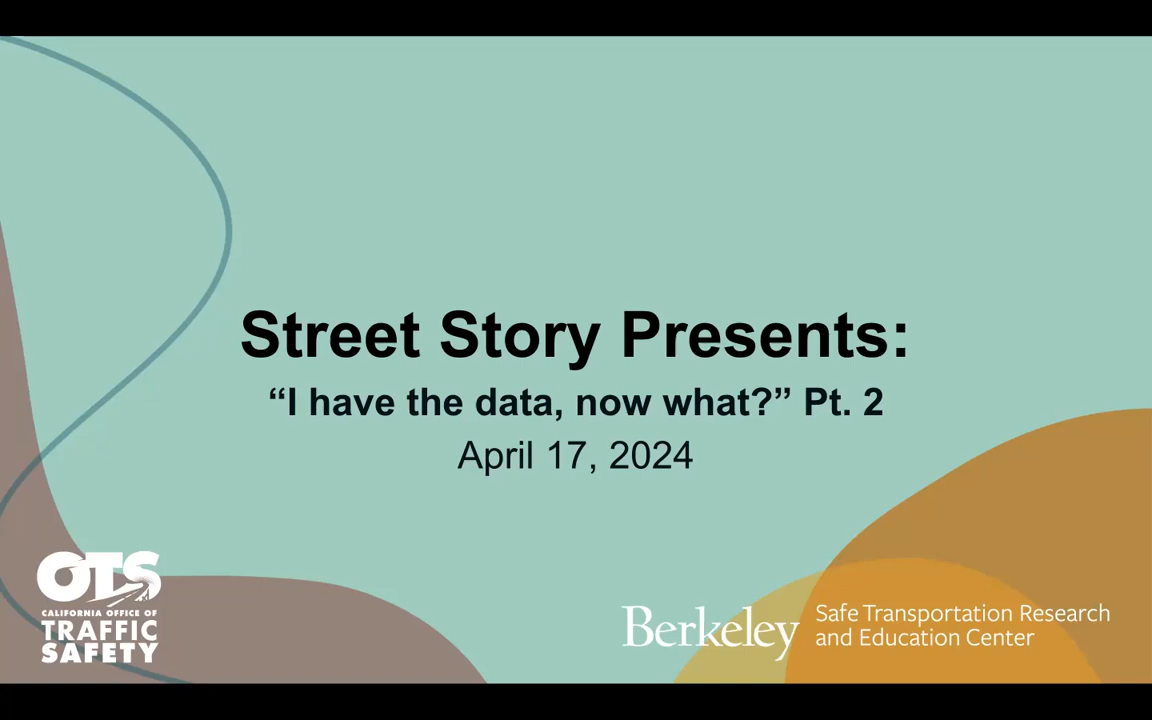 Street Story Presents:
“I have the data, now what?” Pt. 2
April 17, 2024
OTS
CALIFORNIA OFFICE OF
TRAFFIC
SAFETY
Berkeley
Safe Transportation Research
and Education Center